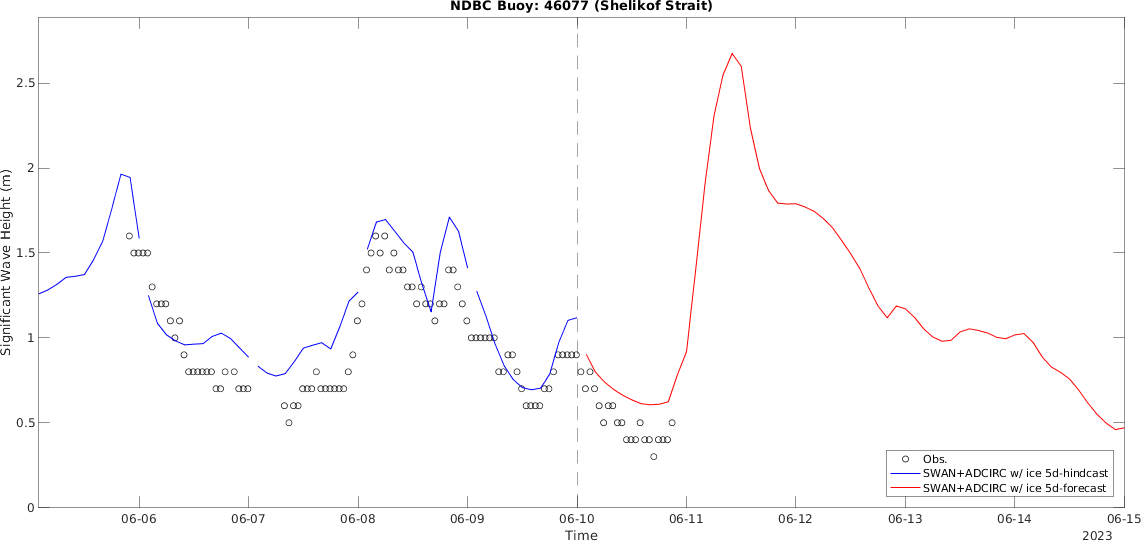 NDBC Buoy: 46077 (Shelikof Strait)
Significant Wave Height (m)
2.5
2
1.5
1
0.5
0
06-06
06-07
06-08
06-09
06-10
06-11
06-12
06-13
06-14
06-15
Time
2023
Obs.
SWAN+ADCIRC w/ ice 5d-hindcast
SWAN+ADCIRC w/ ice 5d-forecast